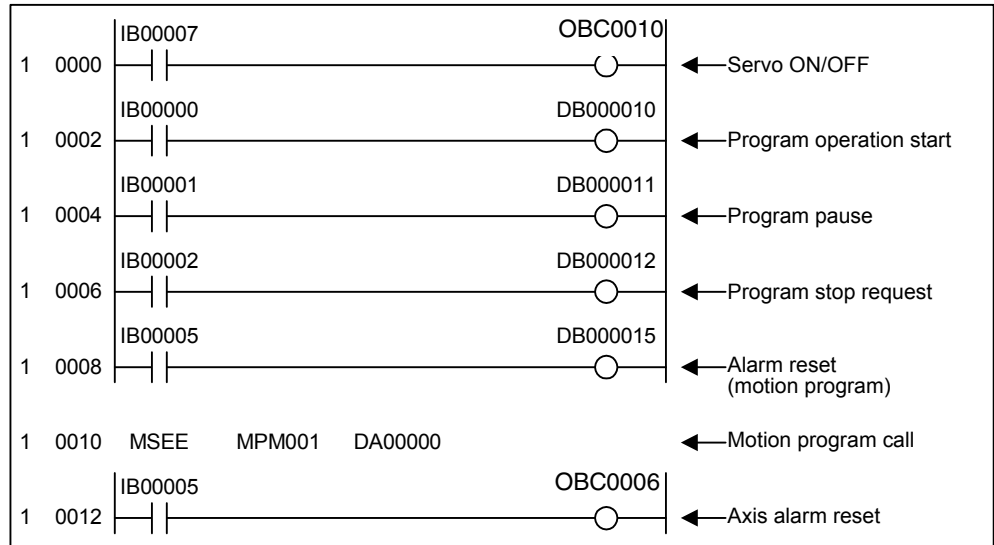 IB00007 OBC0010
1 0000 Servo ON/OFF
IB00000 DB000010
1 0002 Program operation start
IB00001 DB000011
1 0004 Program pause
IB00002 DB000012
1 0006 Program stop request
IB00005 DB000015
1 0008 Alarm reset
(motion program)
1 0010 MSEE MPM001 DA00000 Motion program call
IB00005 OBC0006
1 0012 Axis alarm reset